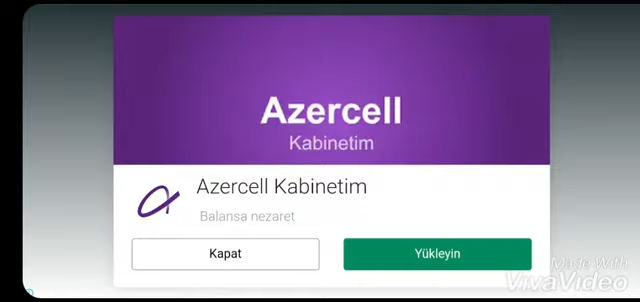 Azercell
Kabinetim
Azercell Kabinetim
Balansa nezaret
Kapat
Yükleyin
Made With
VivaVideo